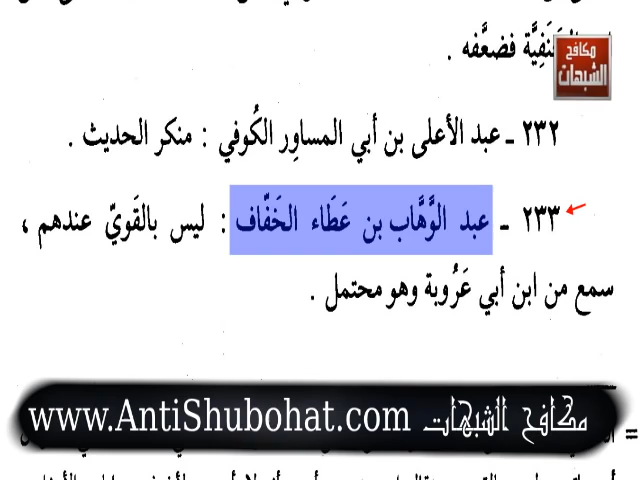 الحَنَفِيَّة فضعَّفه .
مكافح
الشبهات
٢٣٢ ـ عبد الأعلى بن أبي المساوِر الكُوفي : منكر الحديث .
٢٣٣ ـ عبد الوَّهَّاب بن عَطَاء الخَفَّاف : ليس بالقَويِّ عندهم ،
سمع من ابن أبي عَرُوبة وهو محتمل .
www.AntiShubohat.com مكافح الشبهات
=